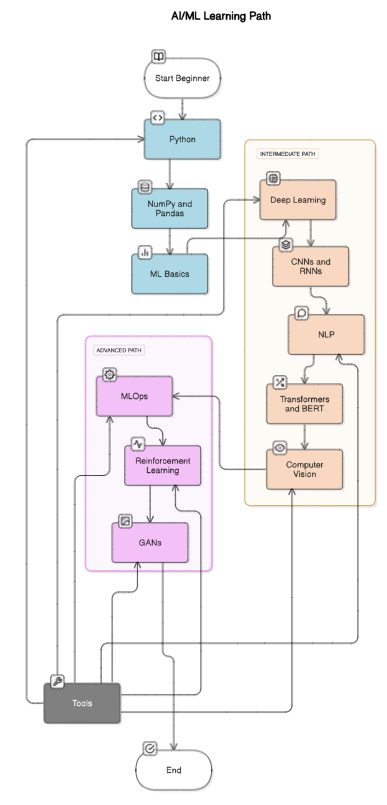 AI/ML Learning Path
Start Beginner
Python
INTERMEDIATE PATH
NumPy and
Pandas
Deep Learning
ML Basics
CNNs and
RNNs
NLP
ADVANCED PATH
MLOps
Transformers
and BERT
Reinforcement
Learning
Computer
Vision
GANs
Tools
End